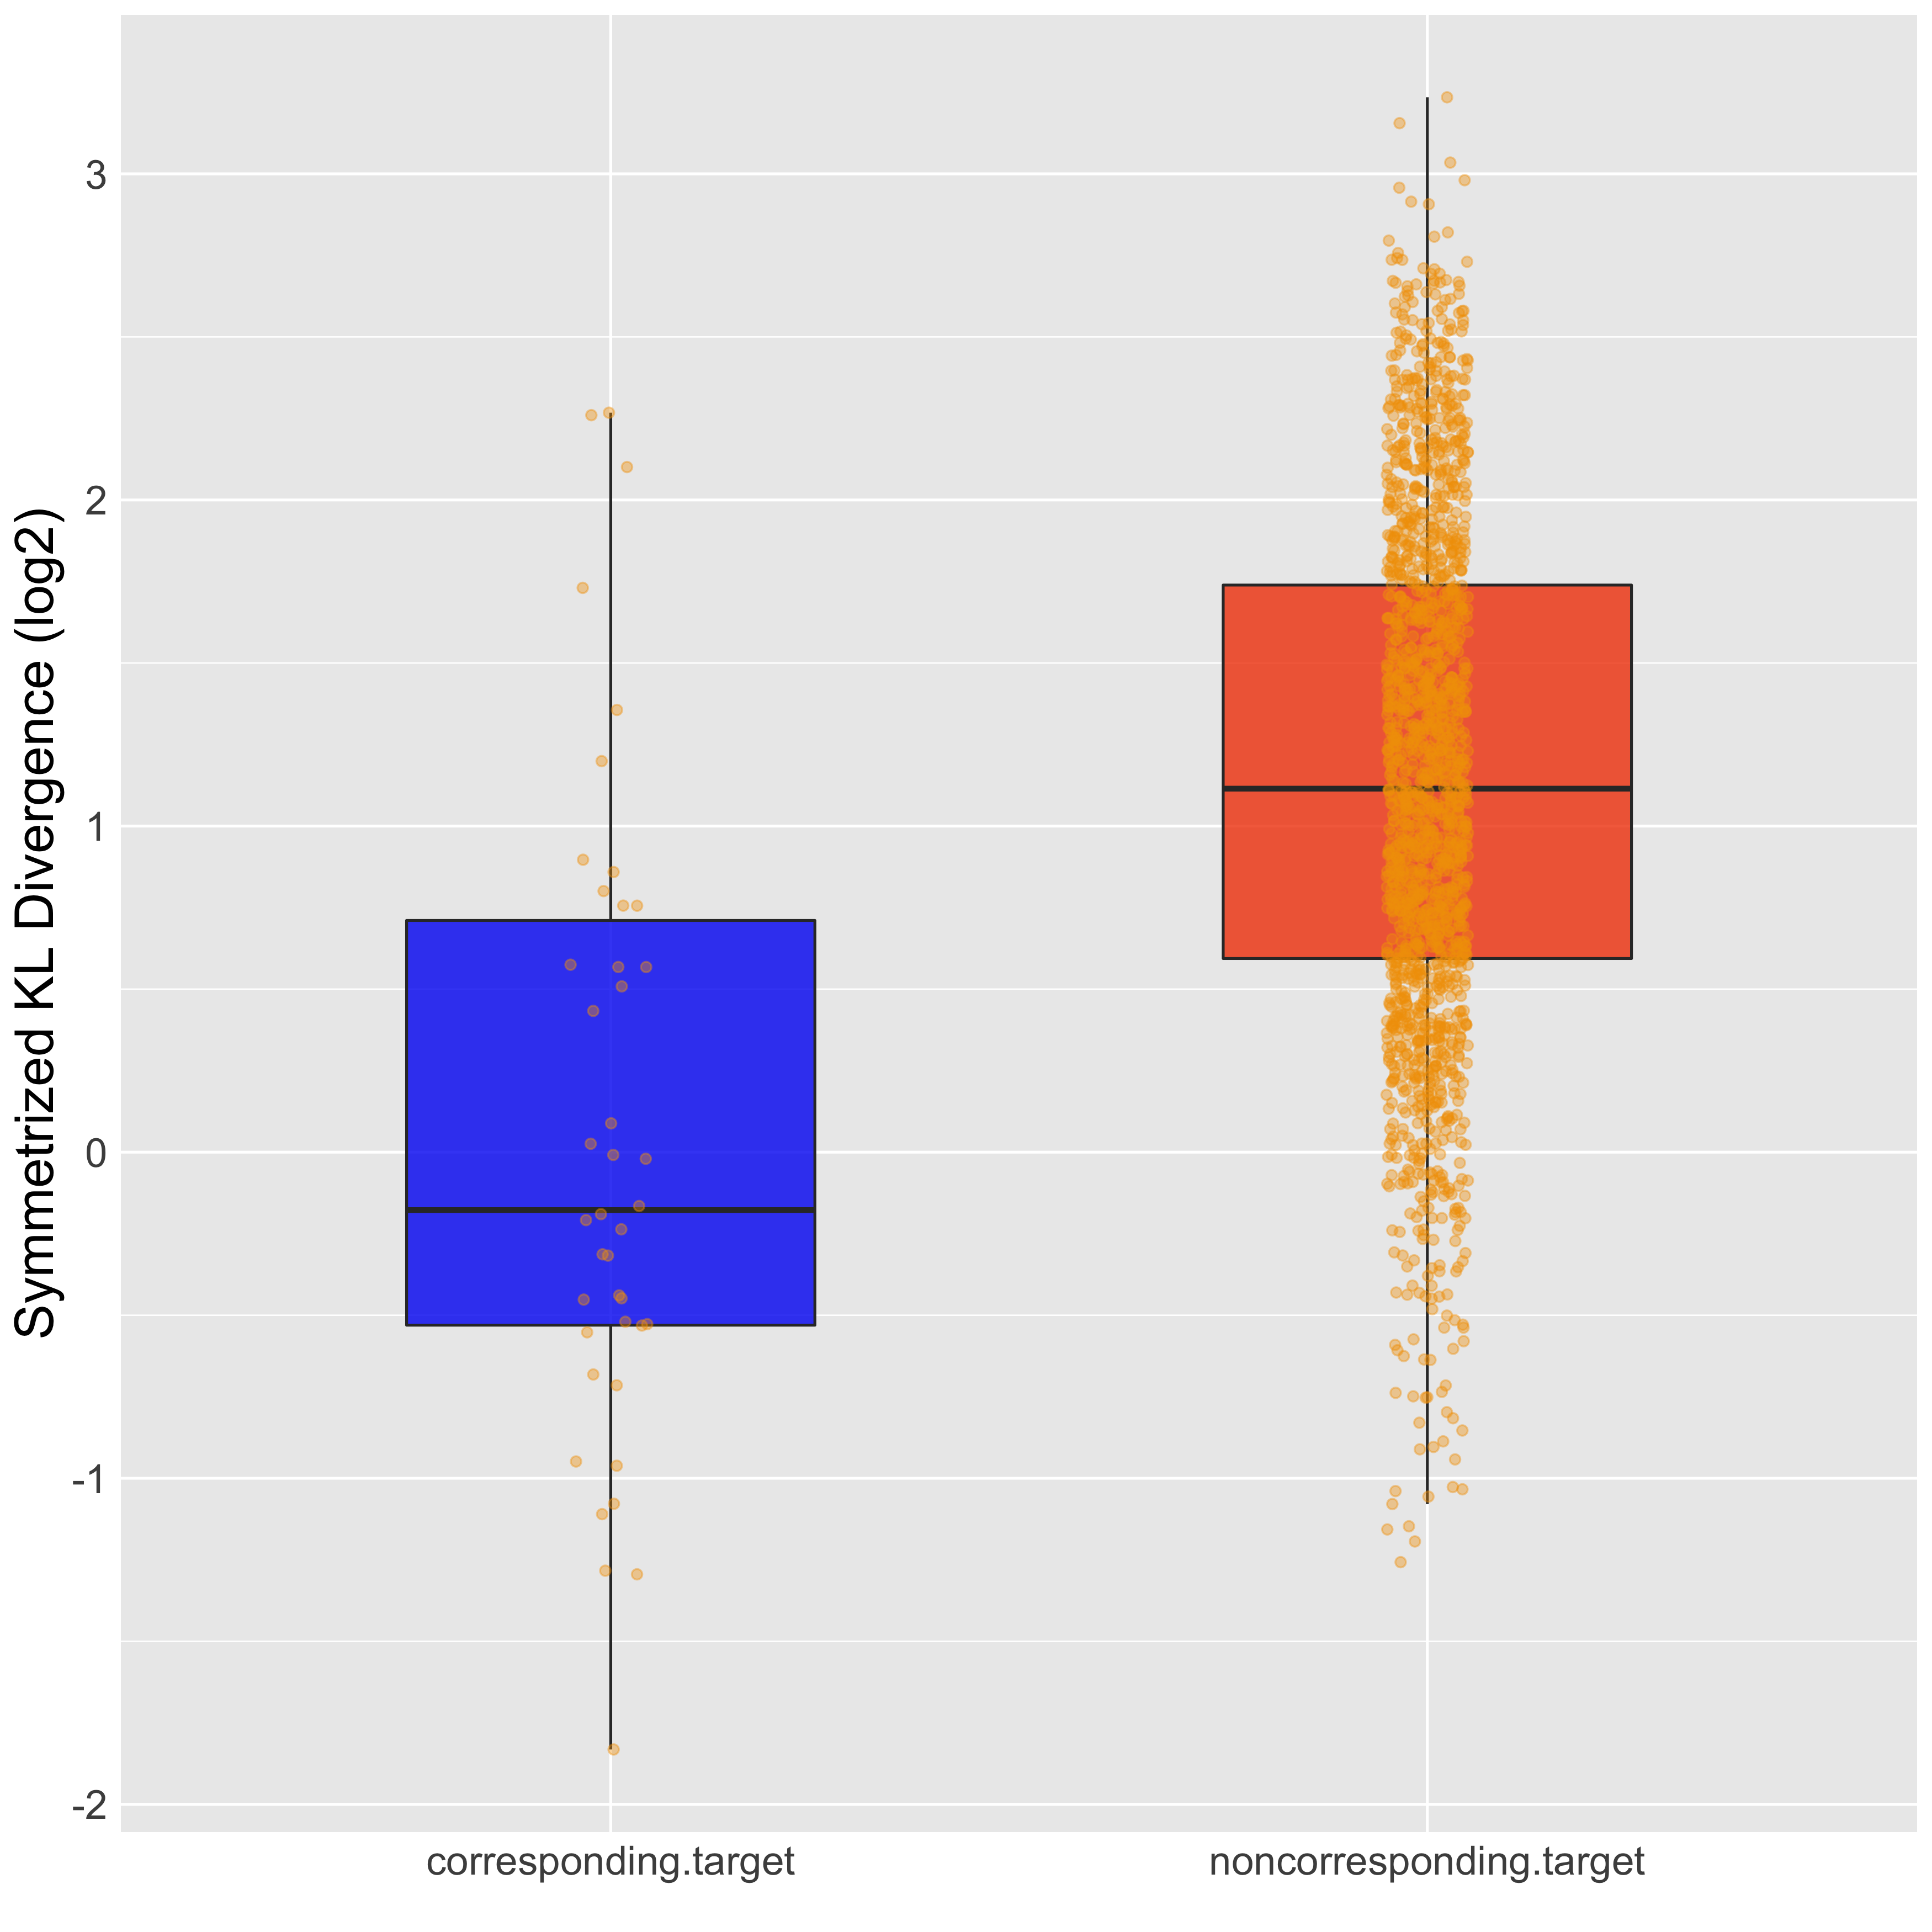 Symmetrized KL Divergence (log2)
3
2
1
0
-1
-2
corresponding.target
noncorresponding.target